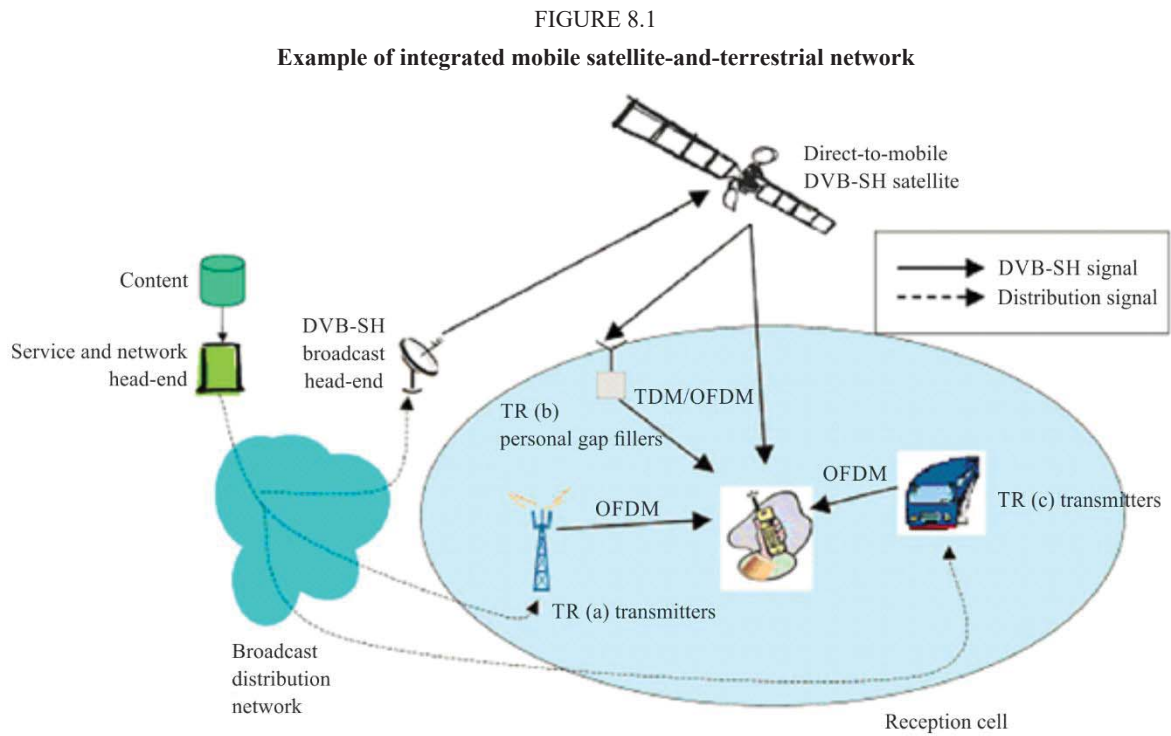 FIGURE 8.1
Example of integrated mobile satellite-and-terrestrial network
Direct-to-mobile
DVB-SH satellite
DVB-SH signal
Distribution signal
Content
Service and network
head-end
DVB-SH
broadcast
head-end
TR (b)
personal gap fillers
TDM/OFDM
OFDM
TR (c) transmitters
OFDM
TR (a) transmitters
Broadcast
distribution
network
Reception cell